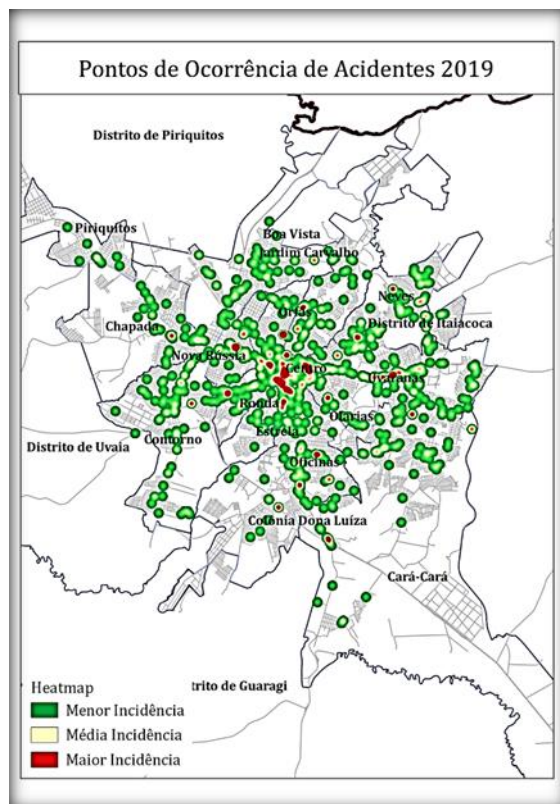 Pontos de Ocorrência de Acidentes 2019
Distrito de Piriquitos
Piriquitos
Boa Vista
Jardim Carvalho
Neves
Órfãs
Chapada
Distrito de Itaiacoca
Nova Rússia
Centro
Uvaranas
Ronda
Olarias
Estrela
Distrito de Uvaia
Contorno
Oficinas
Colônia Dona Luíza
Cará-Cará
trito de Guaragi
Heatmap
Menor Incidência
Média Incidência
Maior Incidência